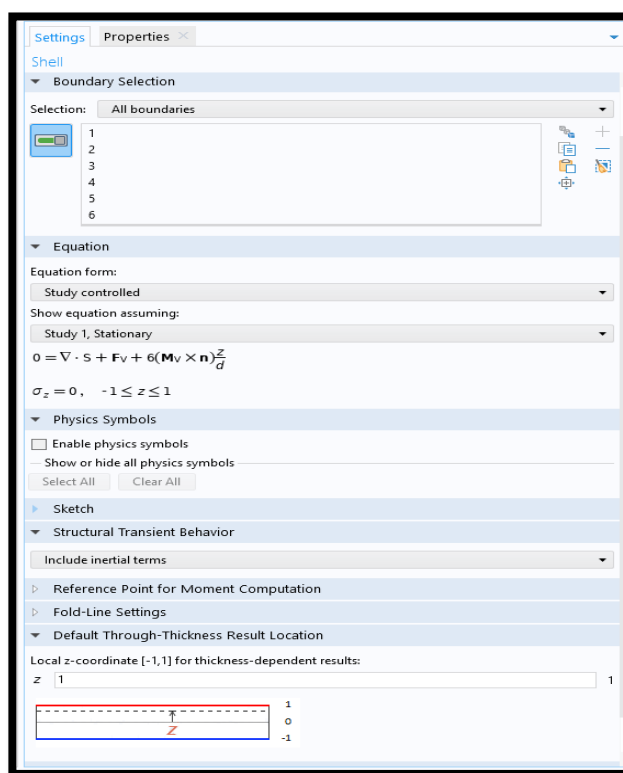 Settings Properties
Shell
Boundary Selection
Selection: All boundaries
1
2
3
4
5
6
Equation
Equation form:
Study controlled
Show equation assuming:
Study 1, Stationary
0 = ∇ · S + Fv + 6(Mv × n)z/d
σz = 0 , -1 ≤ z ≤ 1
Physics Symbols
Enable physics symbols
Show or hide all physics symbols
Select All Clear All
Sketch
Structural Transient Behavior
Include inertial terms
Reference Point for Moment Computation
Fold-Line Settings
Default Through-Thickness Result Location
Local z-coordinate [-1,1] for thickness-dependent results:
z 1 1
1
0
z
-1